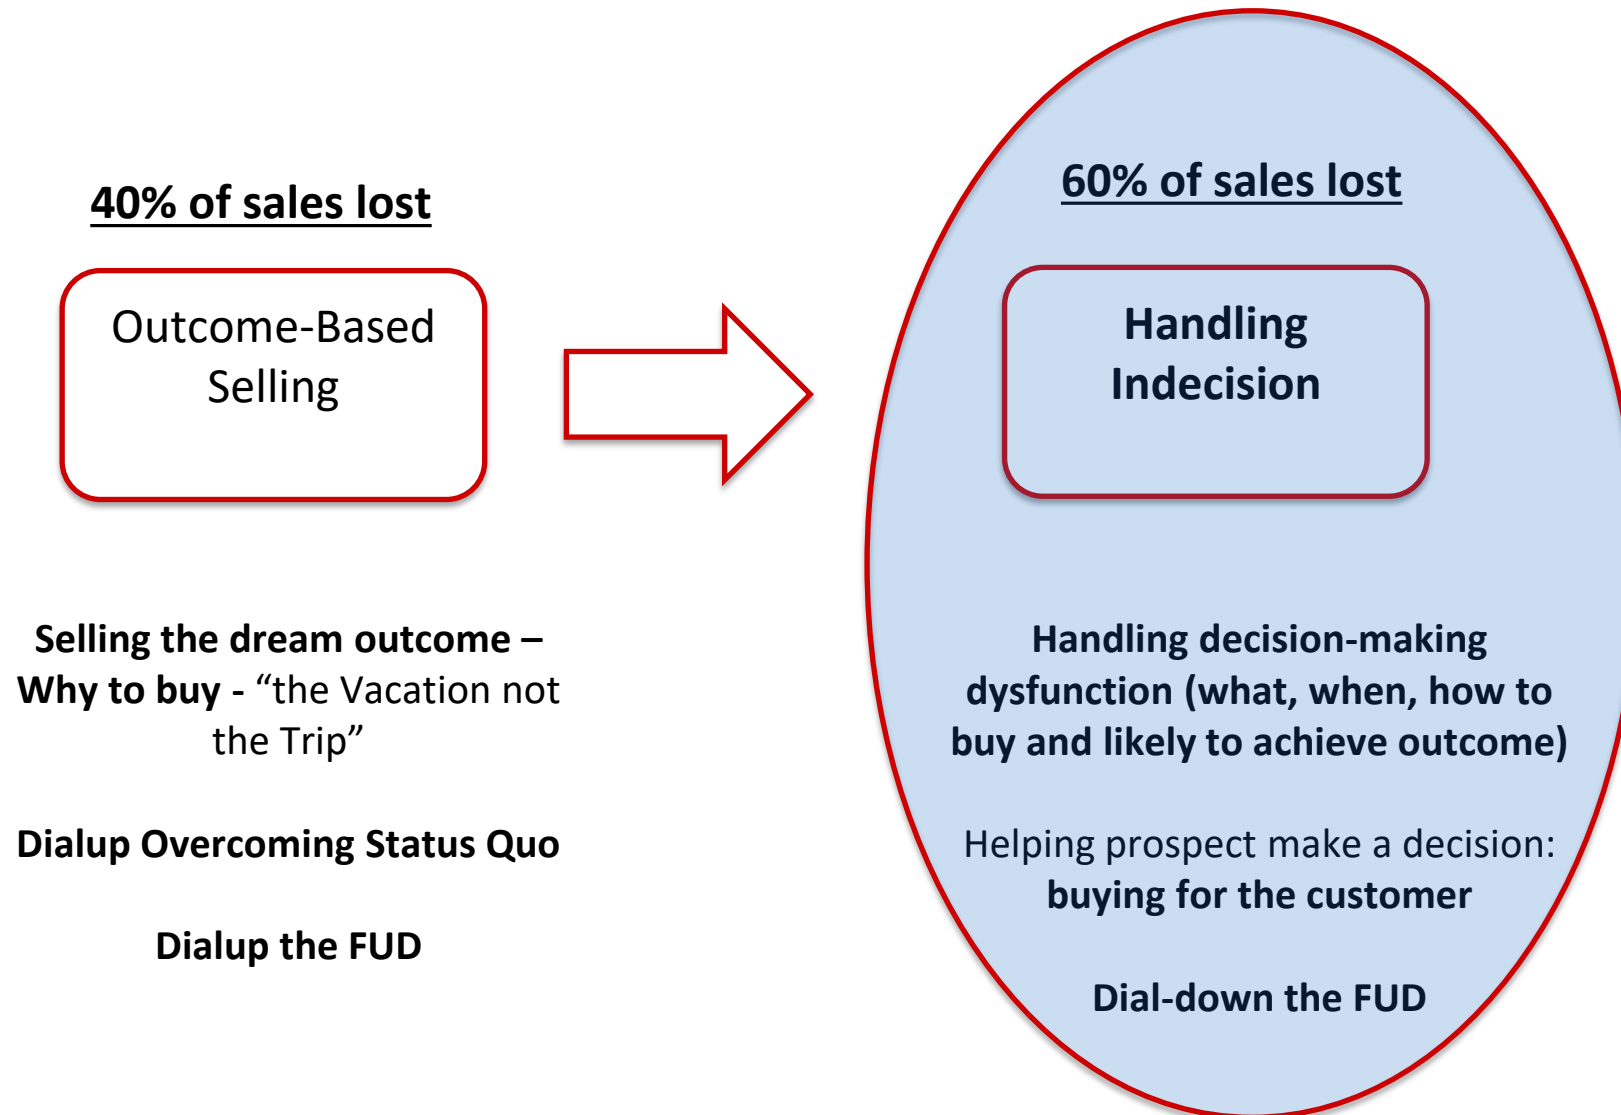 40% of sales lost
Outcome-Based
Selling
Selling the dream outcome –
Why to buy - “the Vacation not
the Trip”
Dialup Overcoming Status Quo
Dialup the FUD
60% of sales lost
Handling
Indecision
Handling decision-making
dysfunction (what, when, how to
buy and likely to achieve outcome)
Helping prospect make a decision:
buying for the customer
Dial-down the FUD